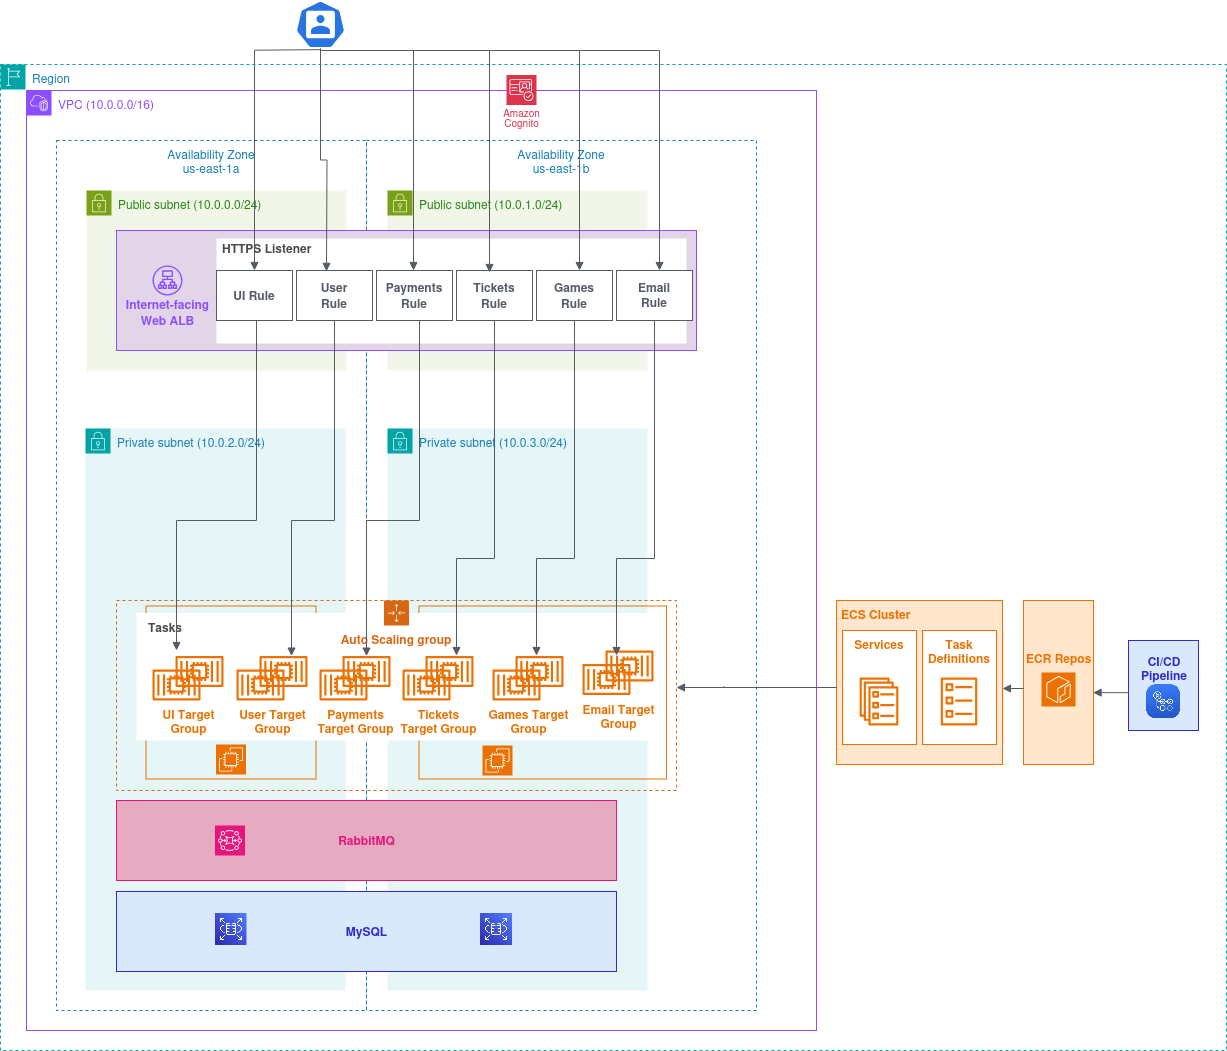 Region
VPC (10.0.0.0/16)
Amazon
Cognito
Availability Zone
us-east-1a
Availability Zone
us-east-1b
Public subnet (10.0.0.0/24)
Public subnet (10.0.1.0/24)
HTTPS Listener
Internet-facing
Web ALB
UI Rule
User
Rule
Payments
Rule
Tickets
Rule
Games
Rule
Email
Rule
Private subnet (10.0.2.0/24)
Private subnet (10.0.3.0/24)
Tasks
Auto Scaling group
UI Target
Group
User Target
Group
Payments
Target Group
Tickets
Target Group
Games Target
Group
Email Target
Group
ECS Cluster
Services
Task
Definitions
ECR Repos
CI/CD
Pipeline
RabbitMQ
MySQL